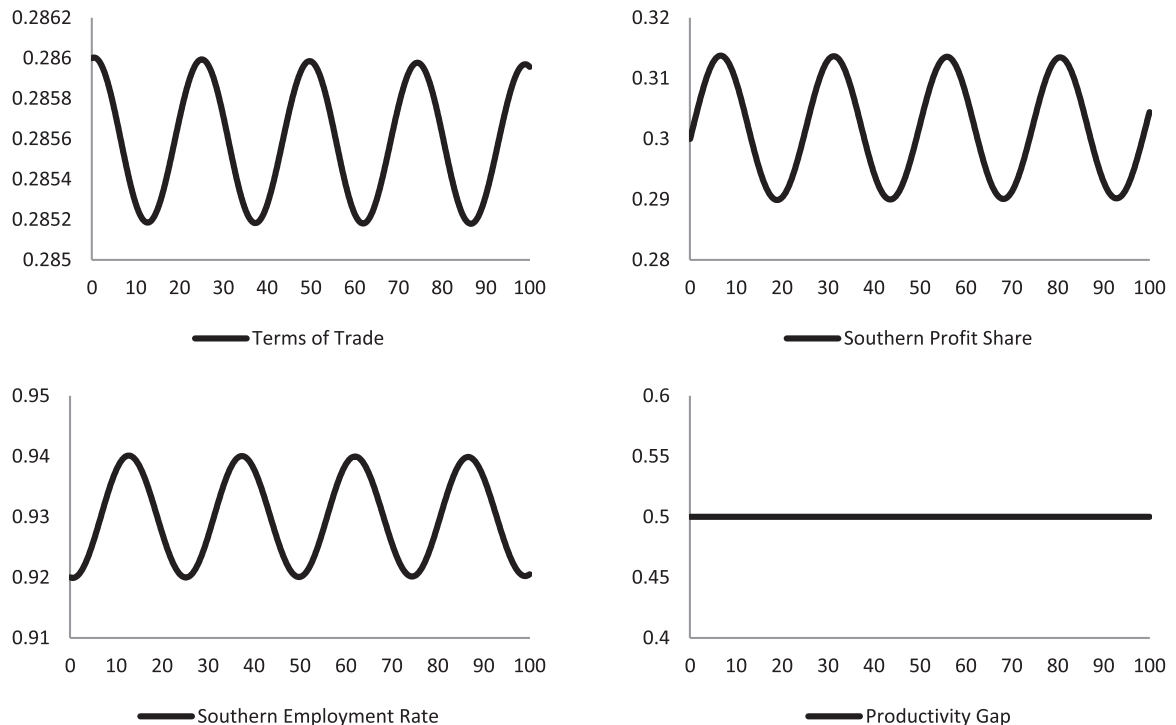 0.2862
0.286
0.2858
0.2856
0.2854
0.2852
0.285
0 10 20 30 40 50 60 70 80 90 100
Terms of Trade
0.32
0.31
0.3
0.29
0.28
0 10 20 30 40 50 60 70 80 90 100
Southern Profit Share
0.95
0.94
0.93
0.92
0.91
0 10 20 30 40 50 60 70 80 90 100
Southern Employment Rate
0.6
0.55
0.5
0.45
0.4
0 10 20 30 40 50 60 70 80 90 100
Productivity Gap